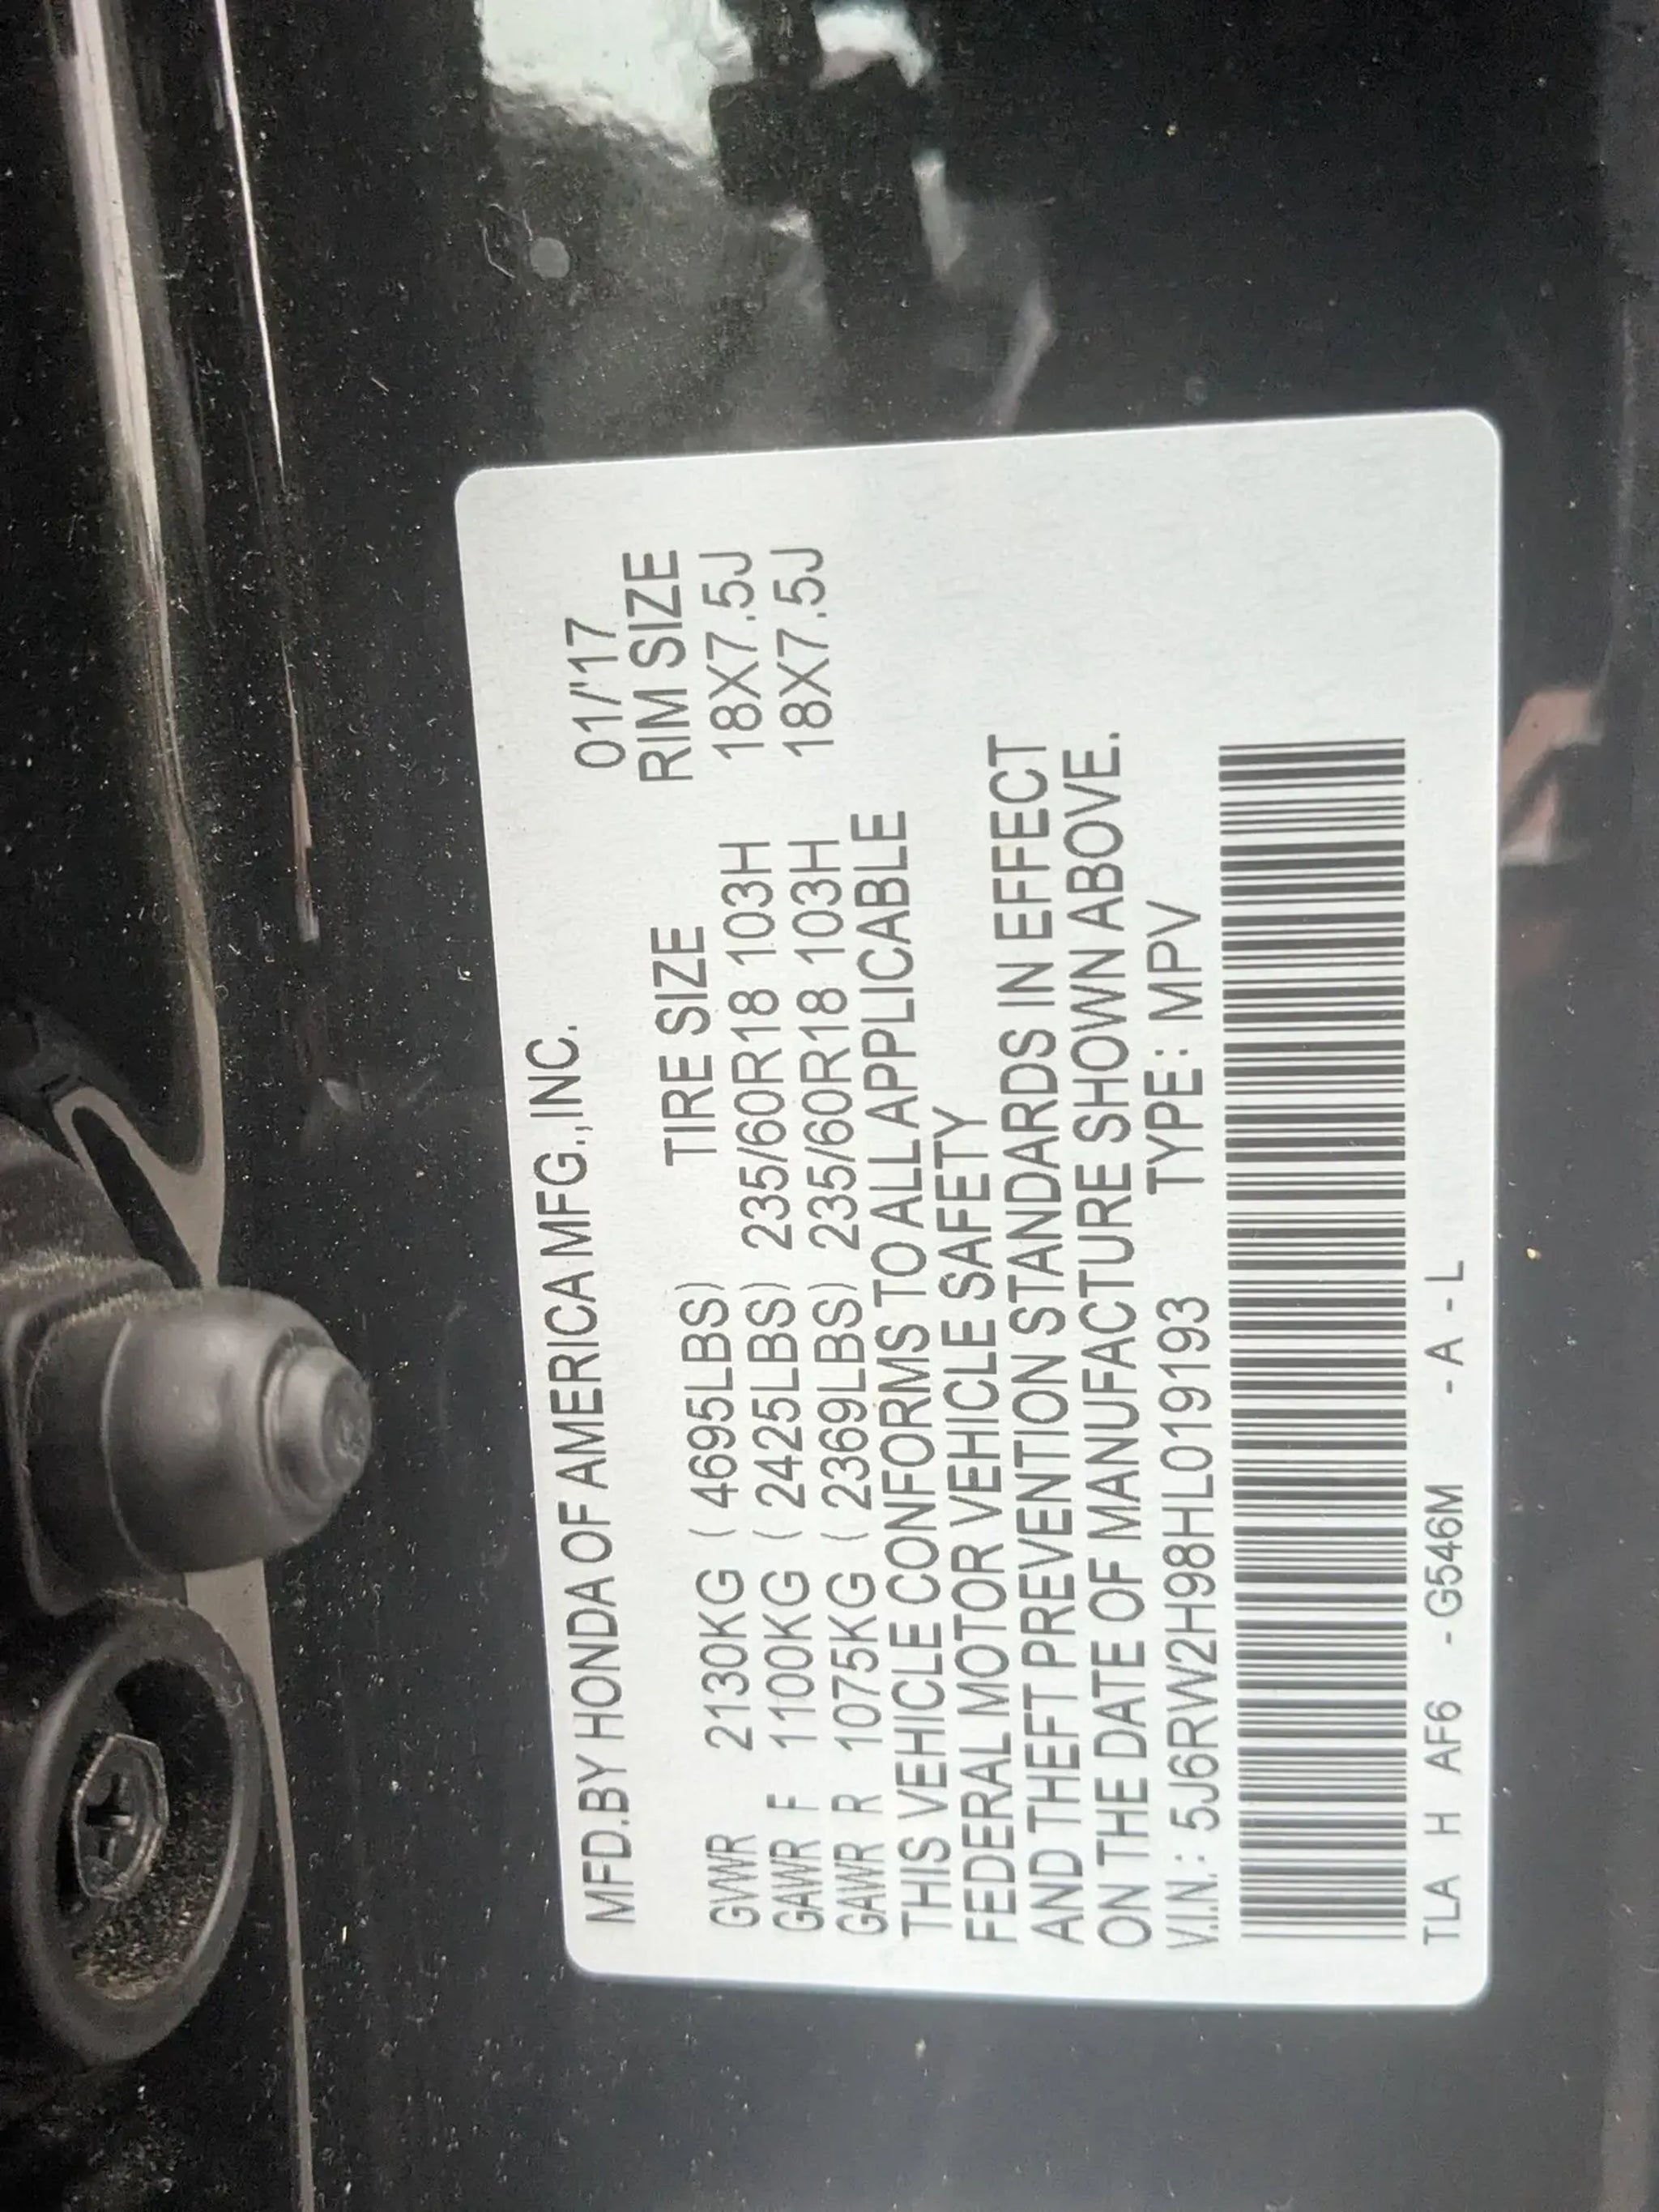 MFD.BY HONDA OF AMERICA MFG.,INC. 01/'17
TIRE SIZE RIM SIZE
GVWR 2130KG ( 4695LBS)
GAWR F 1100KG ( 2425LBS) 235/60R18 103H 18X7.5J
GAWR R 1075KG ( 2369LBS) 235/60R18 103H 18X7.5J
THIS VEHICLE CONFORMS TO ALL APPLICABLE
FEDERAL MOTOR VEHICLE SAFETY
AND THEFT PREVENTION STANDARDS IN EFFECT
ON THE DATE OF MANUFACTURE SHOWN ABOVE.
V.I.N.: 5J6RW2H98HL019193 TYPE: MPV
TLA H AF6 - G546M - A - L